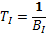 T_I = 1/B_I